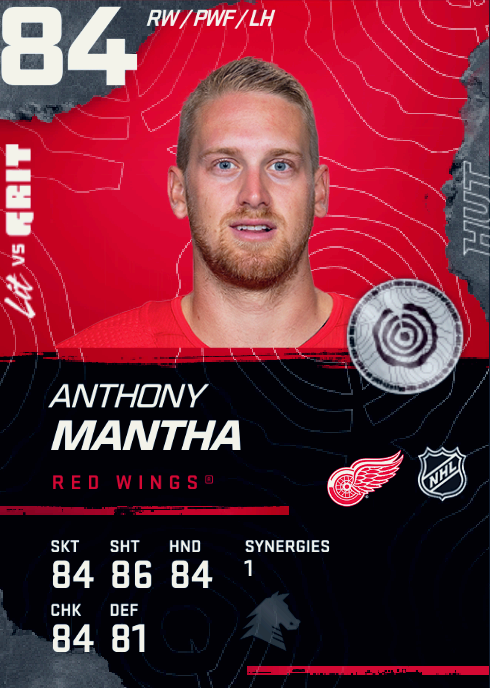 84
RW / PWF / LH
Lit vs GRIT
HUT
ANTHONY
MANTHA
RED WINGS®
NHL
SKT SHT HND SYNERGIES
84 86 84 1
CHK DEF
84 81